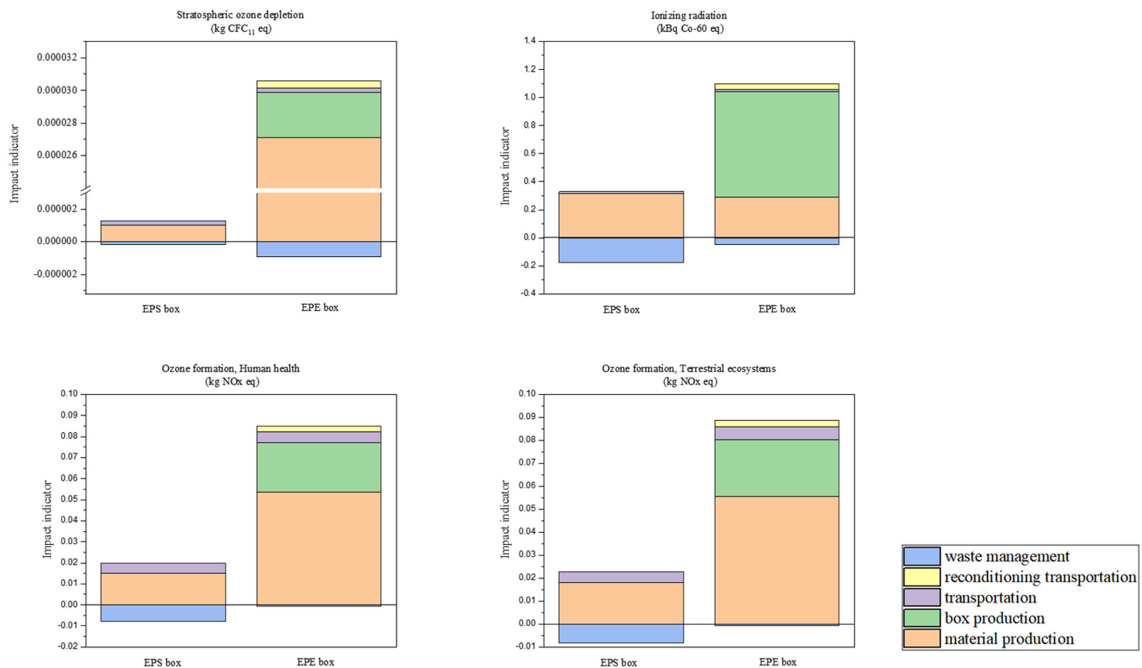 Stratospheric ozone depletion
(kg CFC₁₁ eq)
Impact indicator
0.000032
0.000030
0.000028
0.000026
0.000002
0.000000
-0.000002
EPS box
EPE box
Ionizing radiation
(kBq Co-60 eq)
Impact indicator
1.4
1.2
1.0
0.8
0.6
0.4
0.2
0.0
-0.2
-0.4
EPS box
EPE box
Ozone formation, Human health
(kg NOx eq)
Impact indicator
0.10
0.09
0.08
0.07
0.06
0.05
0.04
0.03
0.02
0.01
0.00
-0.01
-0.02
EPS box
EPE box
Ozone formation, Terrestrial ecosystems
(kg NOx eq)
Impact indicator
0.10
0.09
0.08
0.07
0.06
0.05
0.04
0.03
0.02
0.01
0.00
-0.01
EPS box
EPE box
waste management
reconditioning transportation
transportation
box production
material production